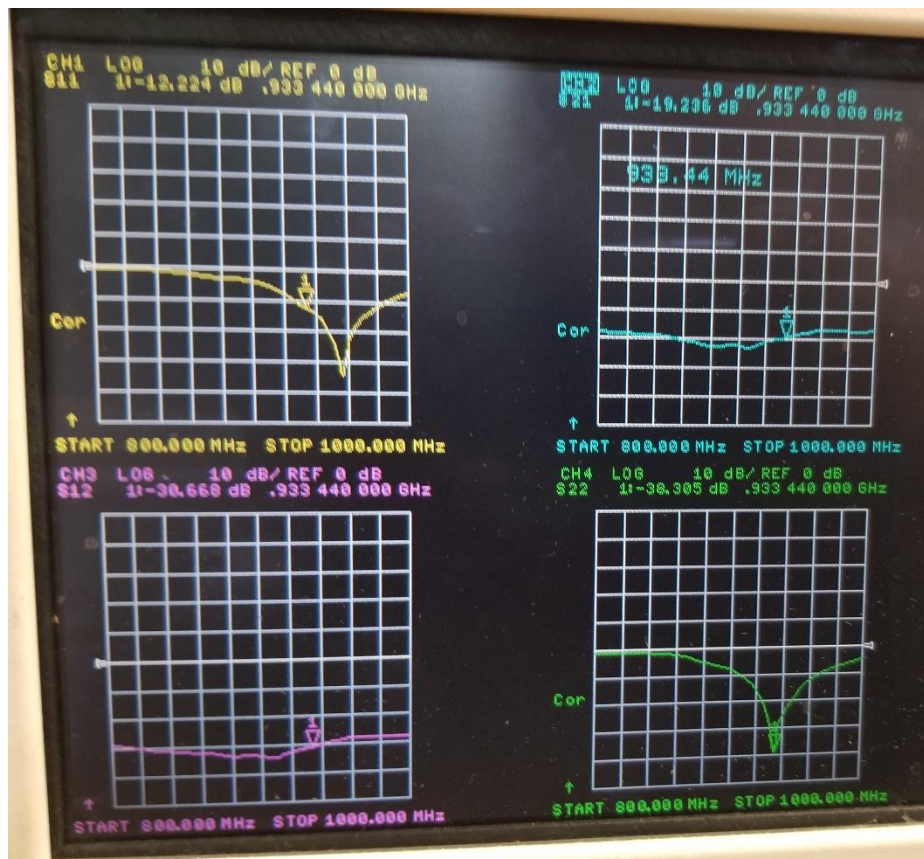 CH1 LOG 10 dB/ REF 0 dB
S11 1:-12.224 dB .933 440 000 GHz
1
Cor
↑
START 800.000 MHz STOP 1000.000 MHz
CH2 LOG 10 dB/ REF 0 dB
S21 1:-19.236 dB .933 440 000 GHz
933.44 MHz
1
Cor
↑
START 800.000 MHz STOP 1000.000 MHz
CH3 LOG 10 dB/ REF 0 dB
S12 1:-30.668 dB .933 440 000 GHz
1
↑
START 800.000 MHz STOP 1000.000 MHz
CH4 LOG 10 dB/ REF 0 dB
S22 1:-38.305 dB .933 440 000 GHz
Cor
1
↑
START 800.000 MHz STOP 1000.000 MHz